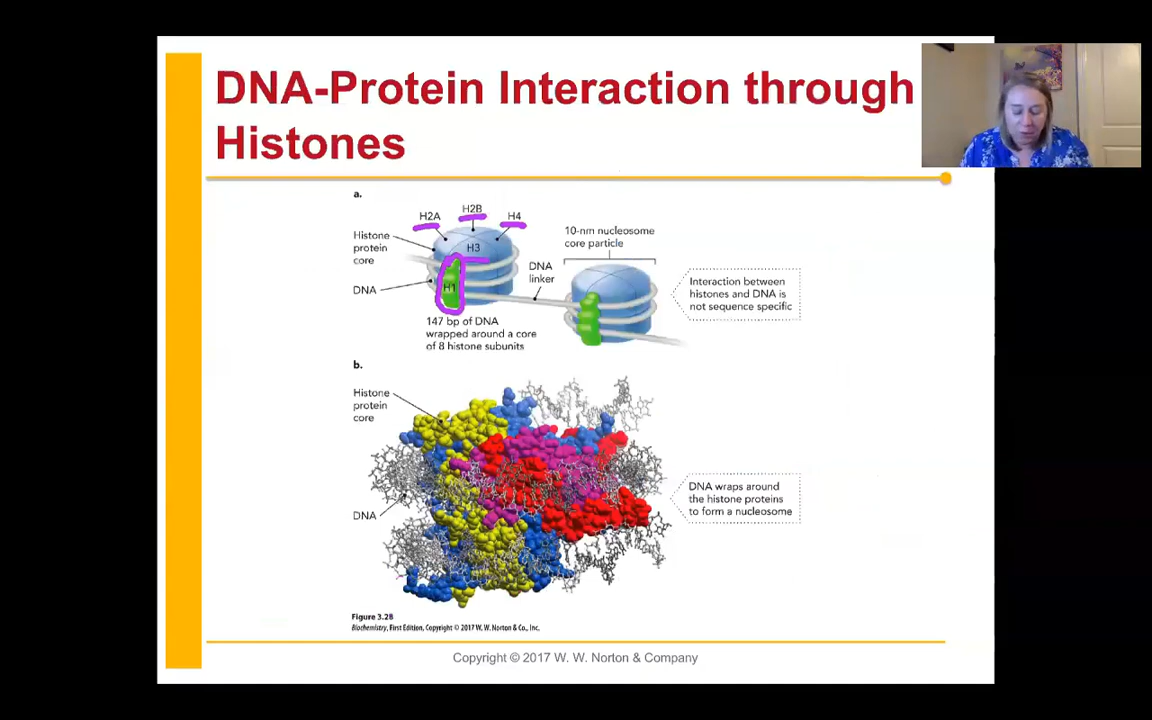 DNA-Protein Interaction through
Histones
a.
H2A
H2B
H4
Histone
protein
core
H3
10-nm nucleosome
core particle
DNA
linker
DNA
H1
Interaction between
histones and DNA is
not sequence specific
147 bp of DNA
wrapped around a core
of 8 histone subunits
b.
Histone
protein
core
DNA
DNA wraps around
the histone proteins
to form a nucleosome
Figure 3.28
Biochemistry, First Edition, Copyright © 2017 W. W. Norton & Co., Inc.
Copyright © 2017 W. W. Norton & Company